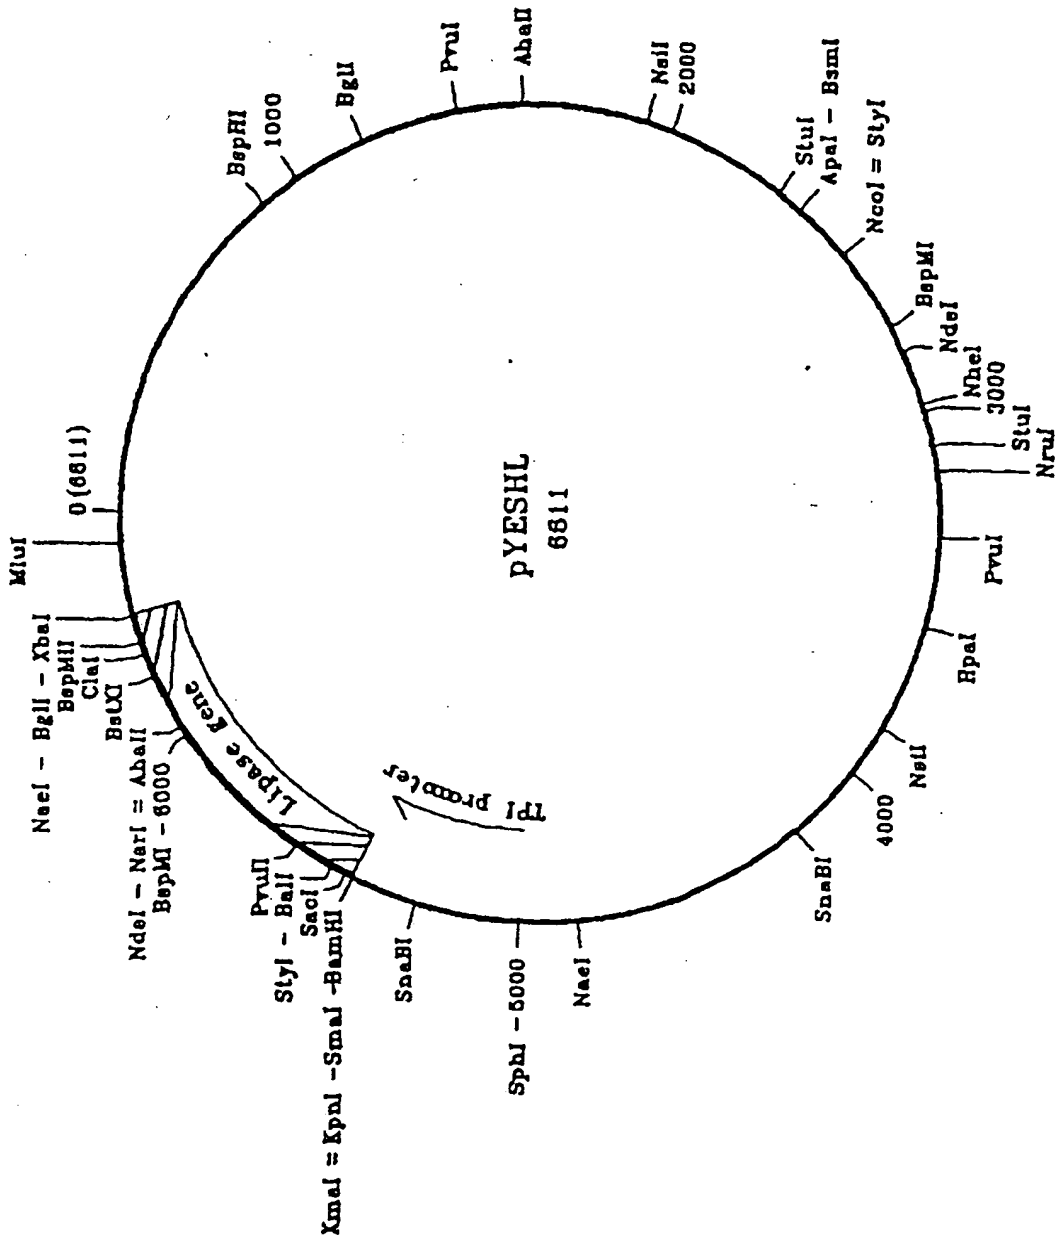 pYESHL
6611
0(6611)
BspHI
1000
BglI
PvuI
AhaII
NsiI
2000
StuI
ApaI - BsmI
NcoI = StyI
BspMI
NdeI
NheI
3000
StuI
NruI
PvuI
HpaI
NsiI
4000
SnaBI
NaeI
SphI - 5000
SnaBI
XmaI = KpnI -SmaI -BamHI
SacI
StyI - BalI
PvuII
BspMI - 6000
NdeI - NarI = AhaII
BstXI
ClaI
BspMII
NaeI - BglI - XbaI
MluI
Lipase gene
TPI promoter